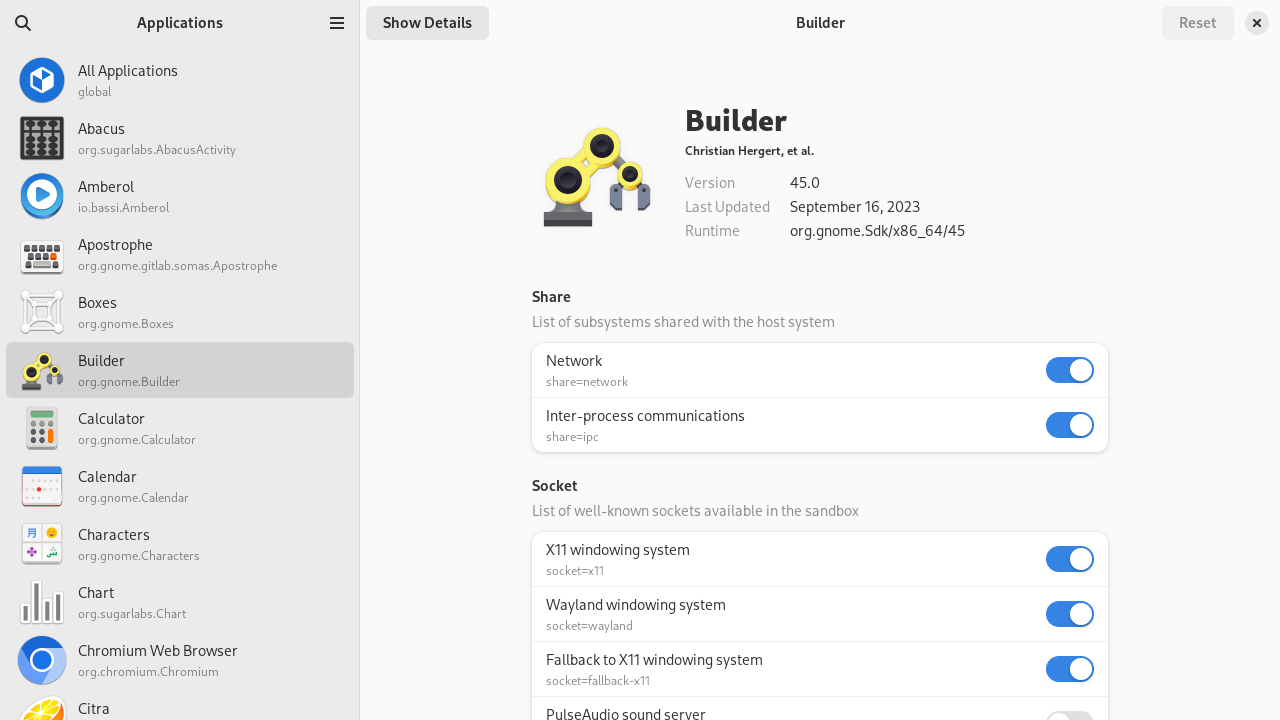 Applications
Show Details
Builder
Reset
All Applications
global
Abacus
org.sugarlabs.AbacusActivity
Amberol
io.bassi.Amberol
Apostrophe
org.gnome.gitlab.somas.Apostrophe
Boxes
org.gnome.Boxes
Builder
org.gnome.Builder
Calculator
org.gnome.Calculator
Calendar
org.gnome.Calendar
Characters
org.gnome.Characters
Chart
org.sugarlabs.Chart
Chromium Web Browser
org.chromium.Chromium
Citra
Builder
Christian Hergert, et al.
Version 45.0
Last Updated September 16, 2023
Runtime org.gnome.Sdk/x86_64/45
Share
List of subsystems shared with the host system
Network
share=network
Inter-process communications
share=ipc
Socket
List of well-known sockets available in the sandbox
X11 windowing system
socket=x11
Wayland windowing system
socket=wayland
Fallback to X11 windowing system
socket=fallback-x11
PulseAudio sound server